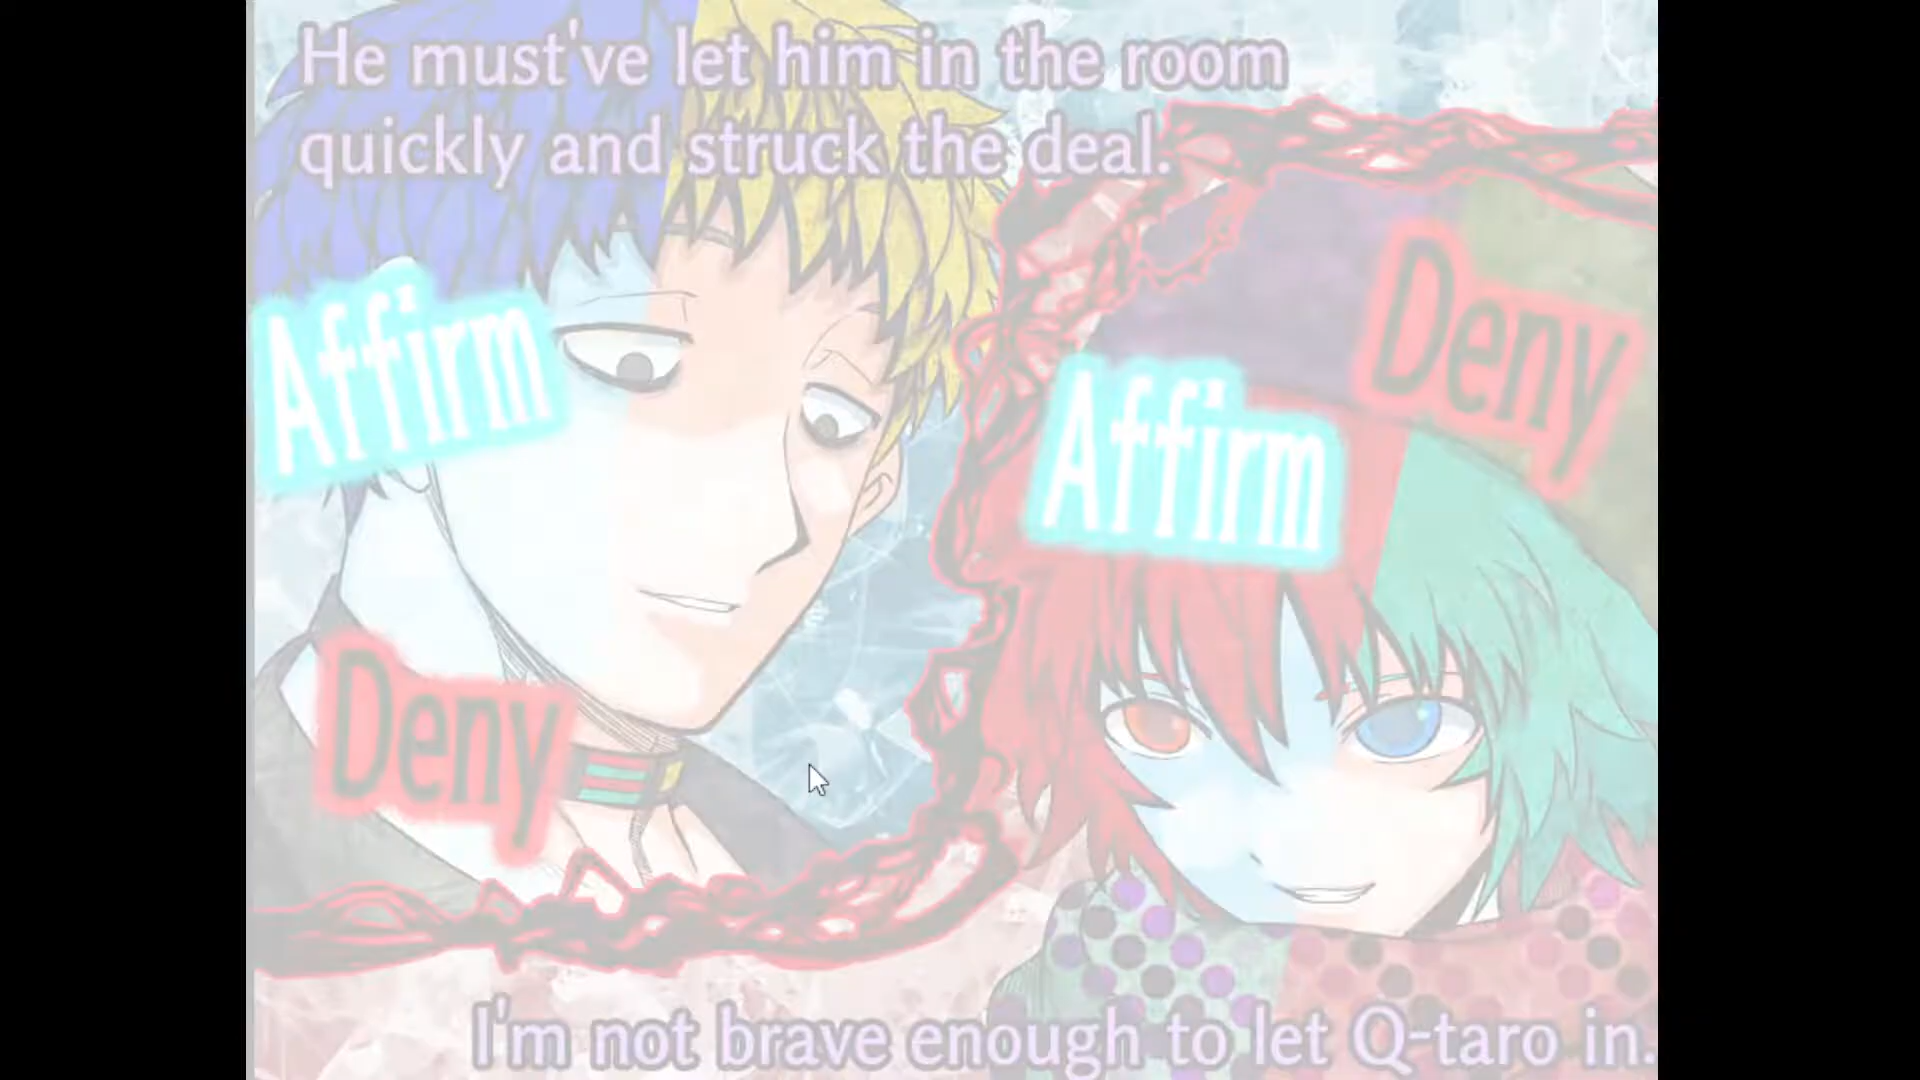 He must've let him in the room
quickly and struck the deal.
Affirm
Deny
Affirm
Deny
I'm not brave enough to let Q-taro in.